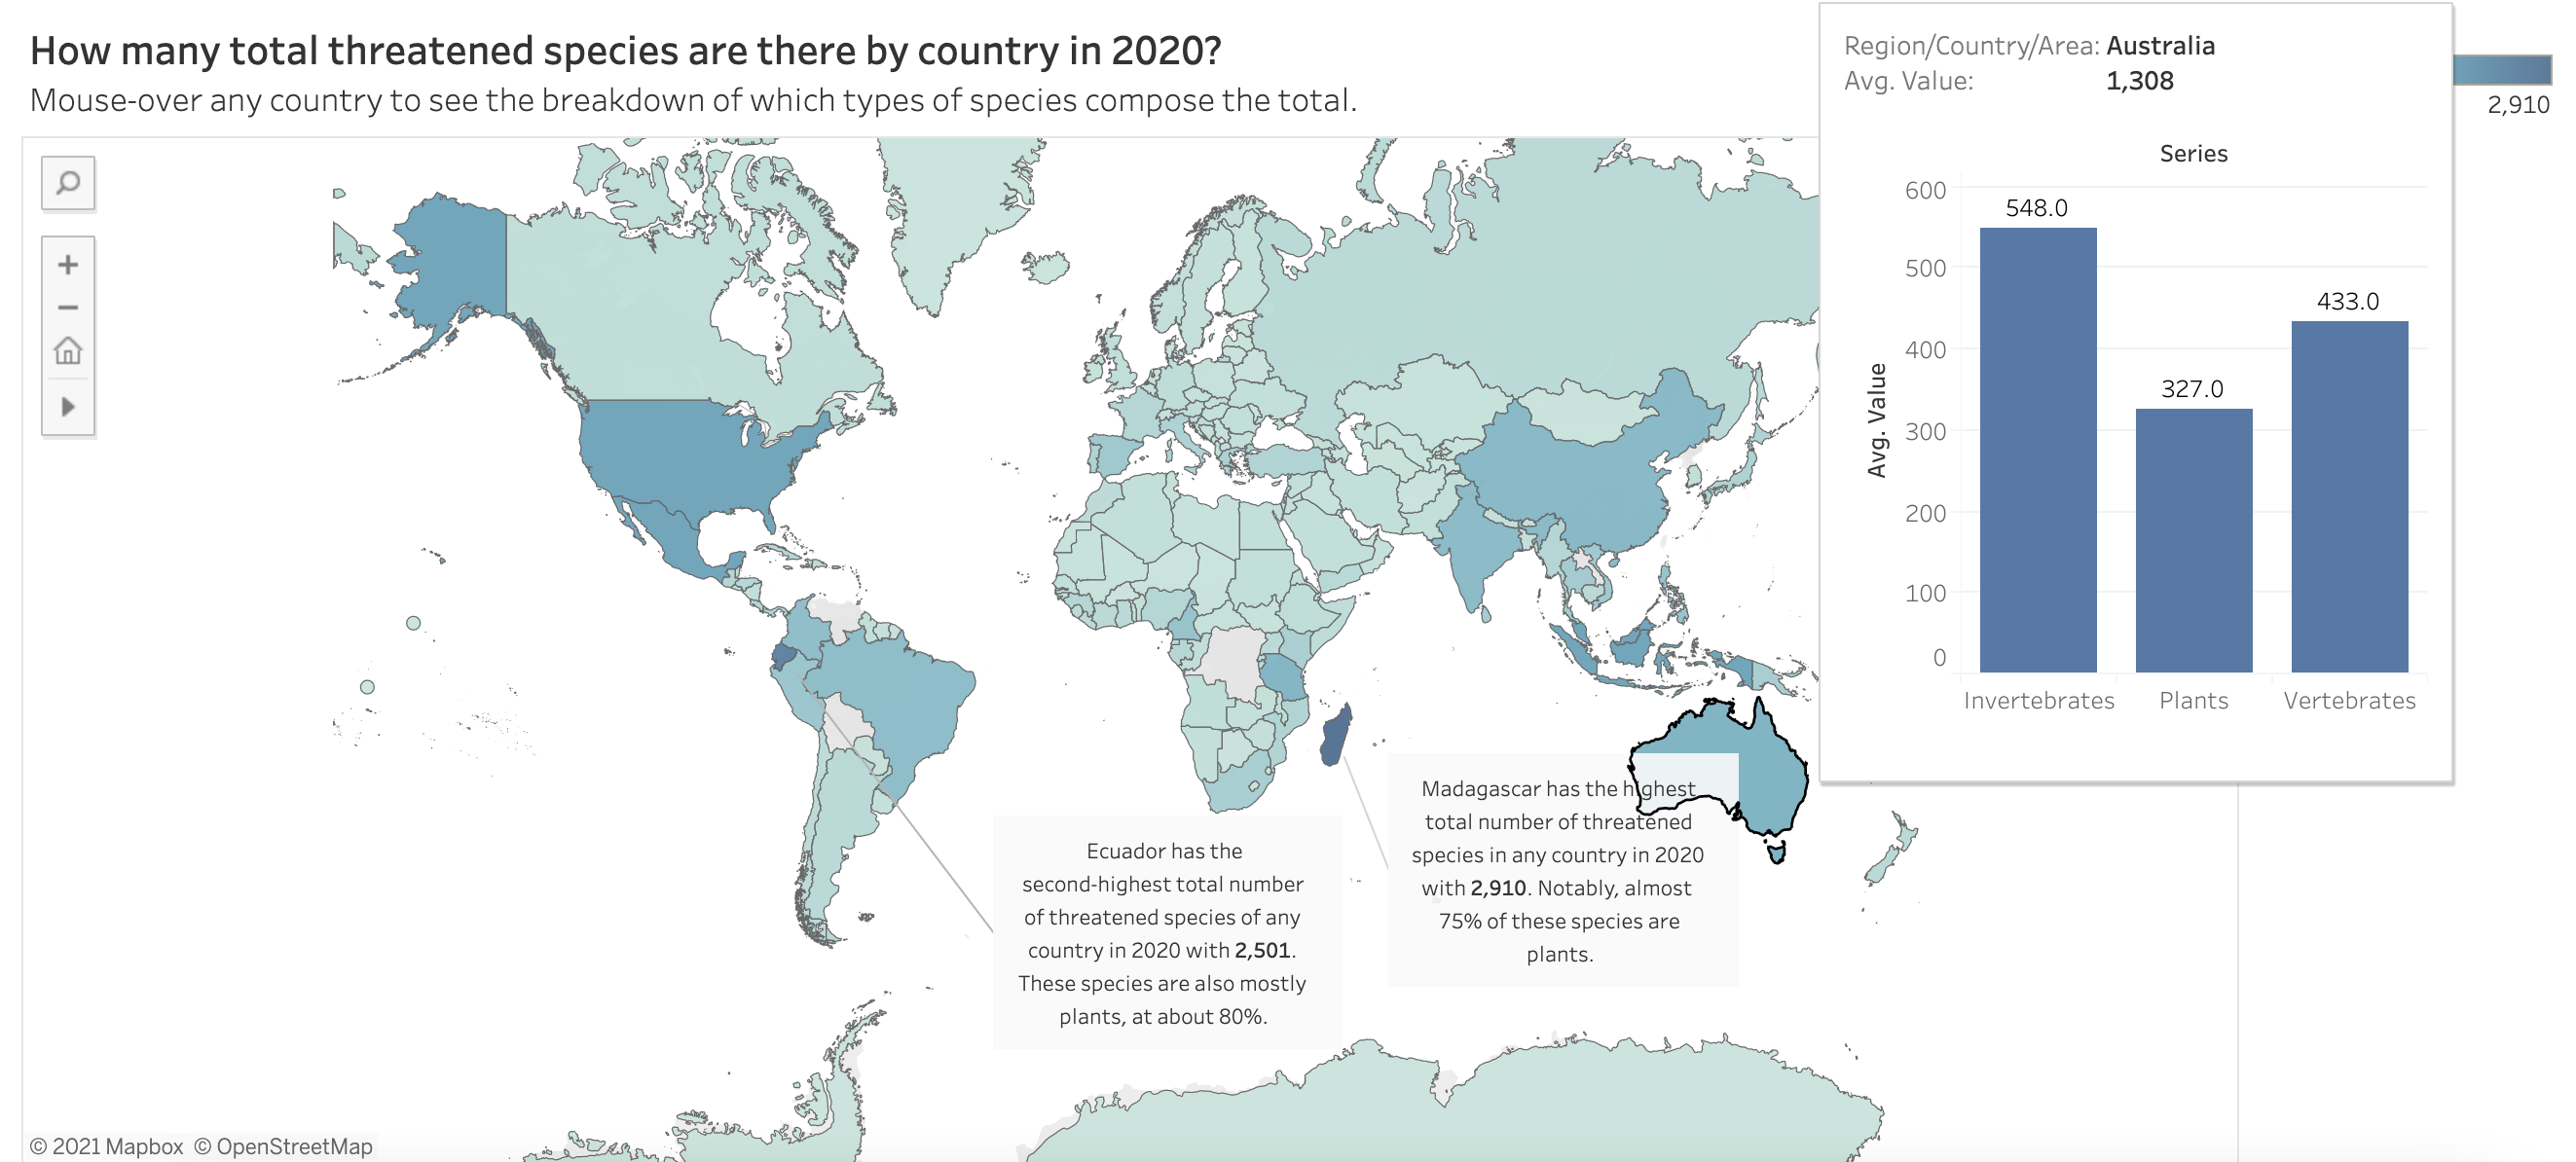 How many total threatened species are there by country in 2020?
Mouse-over any country to see the breakdown of which types of species compose the total.
Region/Country/Area: Australia
Avg. Value: 1,308
2,910
Series
Avg. Value
600
500
400
300
200
100
0
548.0
327.0
433.0
Invertebrates
Plants
Vertebrates
Ecuador has the
second-highest total number
of threatened species of any
country in 2020 with 2,501.
These species are also mostly
plants, at about 80%.
Madagascar has the highest
total number of threatened
species in any country in 2020
with 2,910. Notably, almost
75% of these species are
plants.
© 2021 Mapbox © OpenStreetMap